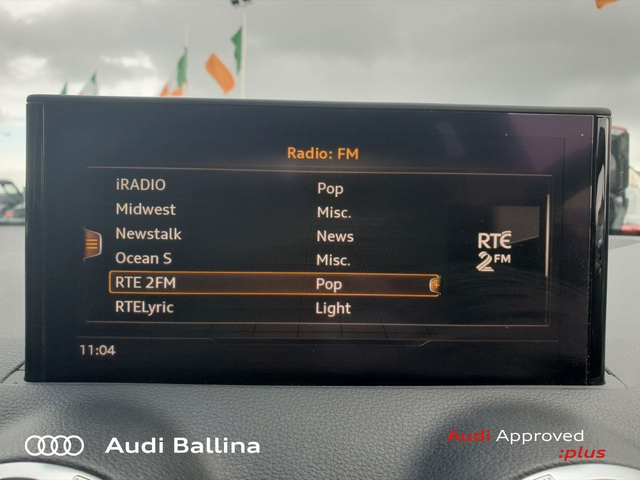 Radio: FM
iRADIO Pop
Midwest Misc.
Newstalk News
Ocean S Misc.
RTE 2FM Pop
RTELyric Light
RTÉ
2FM
11:04
Audi Ballina
Audi Approved
:plus